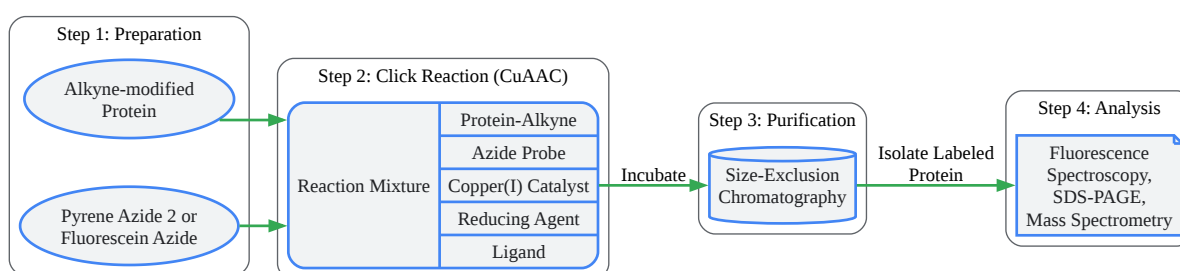 Step 1: Preparation
Alkyne-modified
Protein
Pyrene Azide 2 or
Fluorescein Azide
Step 2: Click Reaction (CuAAC)
Reaction Mixture
Protein-Alkyne
Azide Probe
Copper(I) Catalyst
Reducing Agent
Ligand
Incubate
Step 3: Purification
Size-Exclusion
Chromatography
Isolate Labeled
Protein
Step 4: Analysis
Fluorescence
Spectroscopy,
SDS-PAGE,
Mass Spectrometry